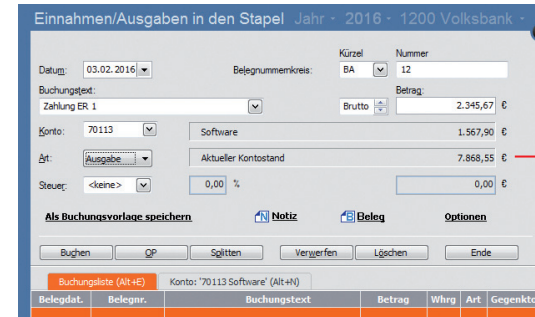 Einnahmen/Ausgaben in den Stapel Jahr - 2016 - 1200 Volksbank -
Kürzel Nummer
Datum: 03.02.2016 Belegnummernkreis: BA 12
Buchungstext: Betrag:
Zahlung ER 1 Brutto 2.345,67 €
Konto: 70113 Software 1.567,90 €
Art: Ausgabe Aktueller Kontostand 7.868,55 €
Steuer: <keine> 0,00 % 0,00 €
Als Buchungsvorlage speichern Notiz Beleg Optionen
Buchen OP Splitten Verwerfen Löschen Ende
Buchungsliste (Alt+E) Konto: '70113 Software' (Alt+N)
Belegdat. Belegnr. Buchungstext Betrag Whrg Art Gegenkto